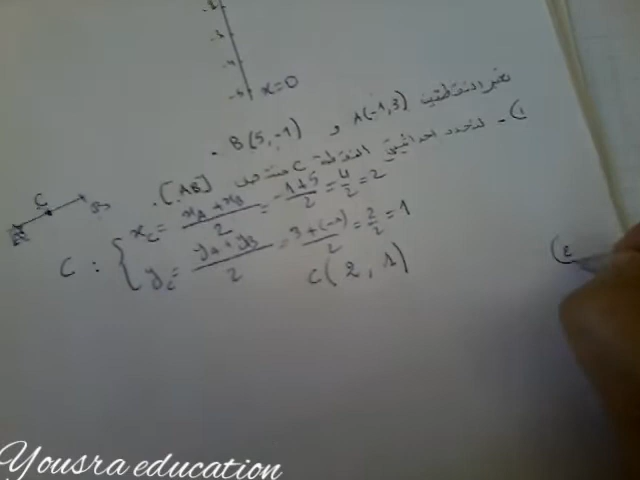 x=0
نعتبر النقطتين A(-1,3) و B(5,-1) .
1) - لنحدد احداثيتي النقطة C منتصف [AB] .
C
C : { x_C = (x_A + x_B)/2 = (-1+5)/2 = 4/2 = 2
y_C = (y_A + y_B)/2 = (3+(-1))/2 = 2/2 = 1
C(2,1)
(2
Yousra education